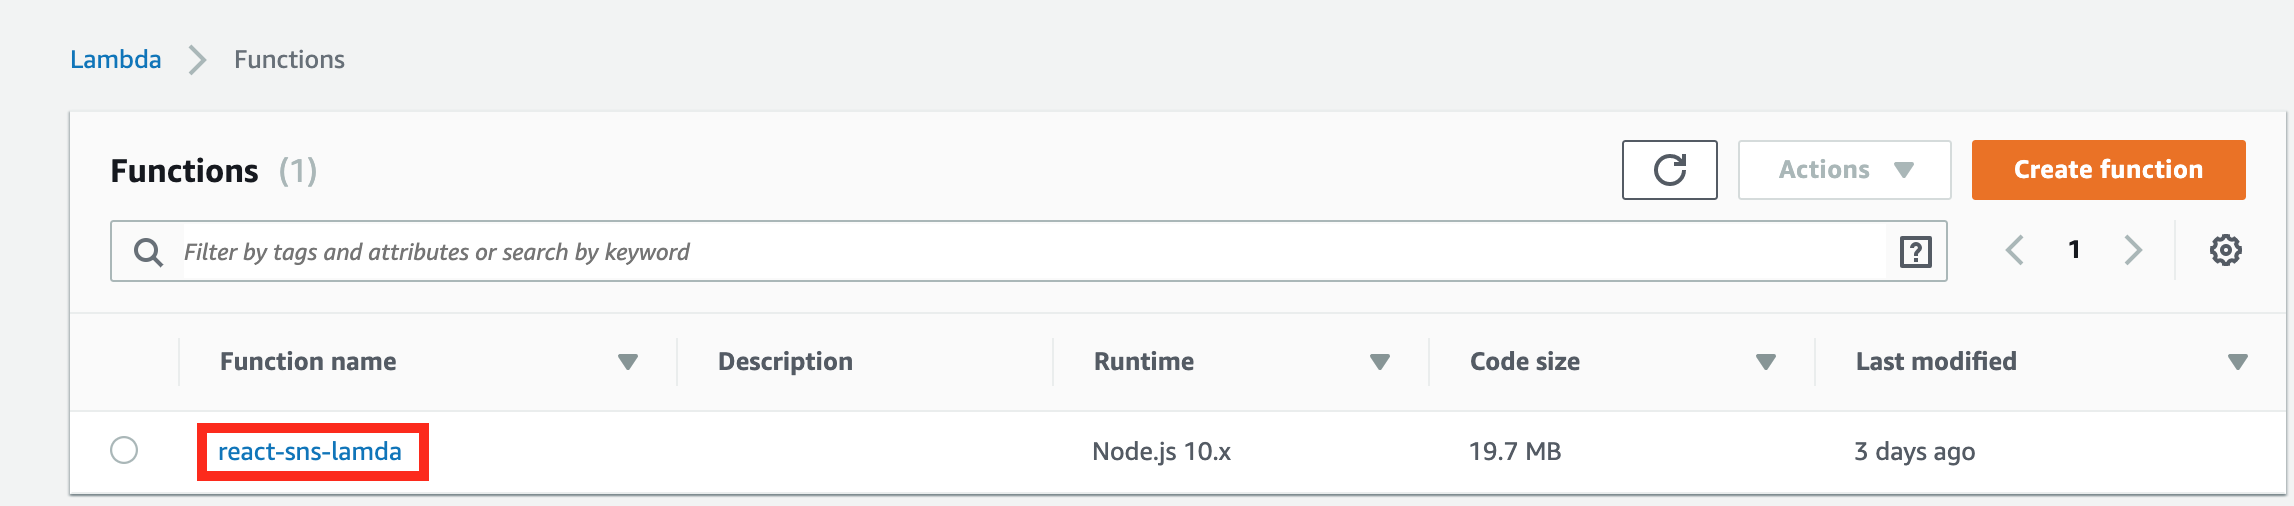 Lambda > Functions
Functions (1)
Actions
Create function
Filter by tags and attributes or search by keyword
?
1
Function name
Description
Runtime
Code size
Last modified
react-sns-lamda
Node.js 10.x
19.7 MB
3 days ago